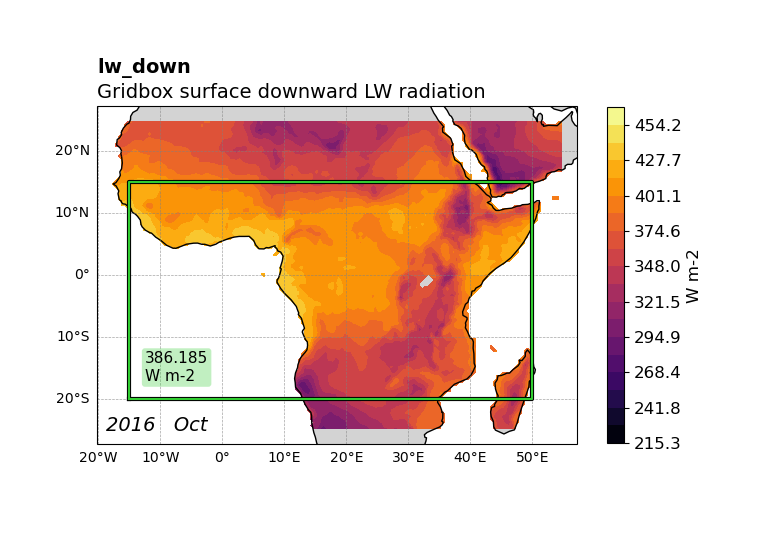 lw_down
Gridbox surface downward LW radiation
20°N
10°N
0°
10°S
20°S
20°W
10°W
0°
10°E
20°E
30°E
40°E
50°E
386.185
W m-2
2016 Oct
454.2
427.7
401.1
374.6
348.0
321.5
294.9
268.4
241.8
215.3
W m-2